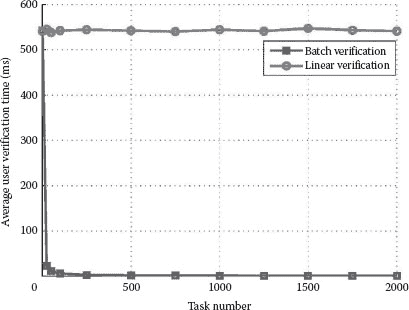 600
500
400
300
200
100
0
500
1000
1500
2000
Average user verification time (ms)
Task number
Batch verification
Linear verification